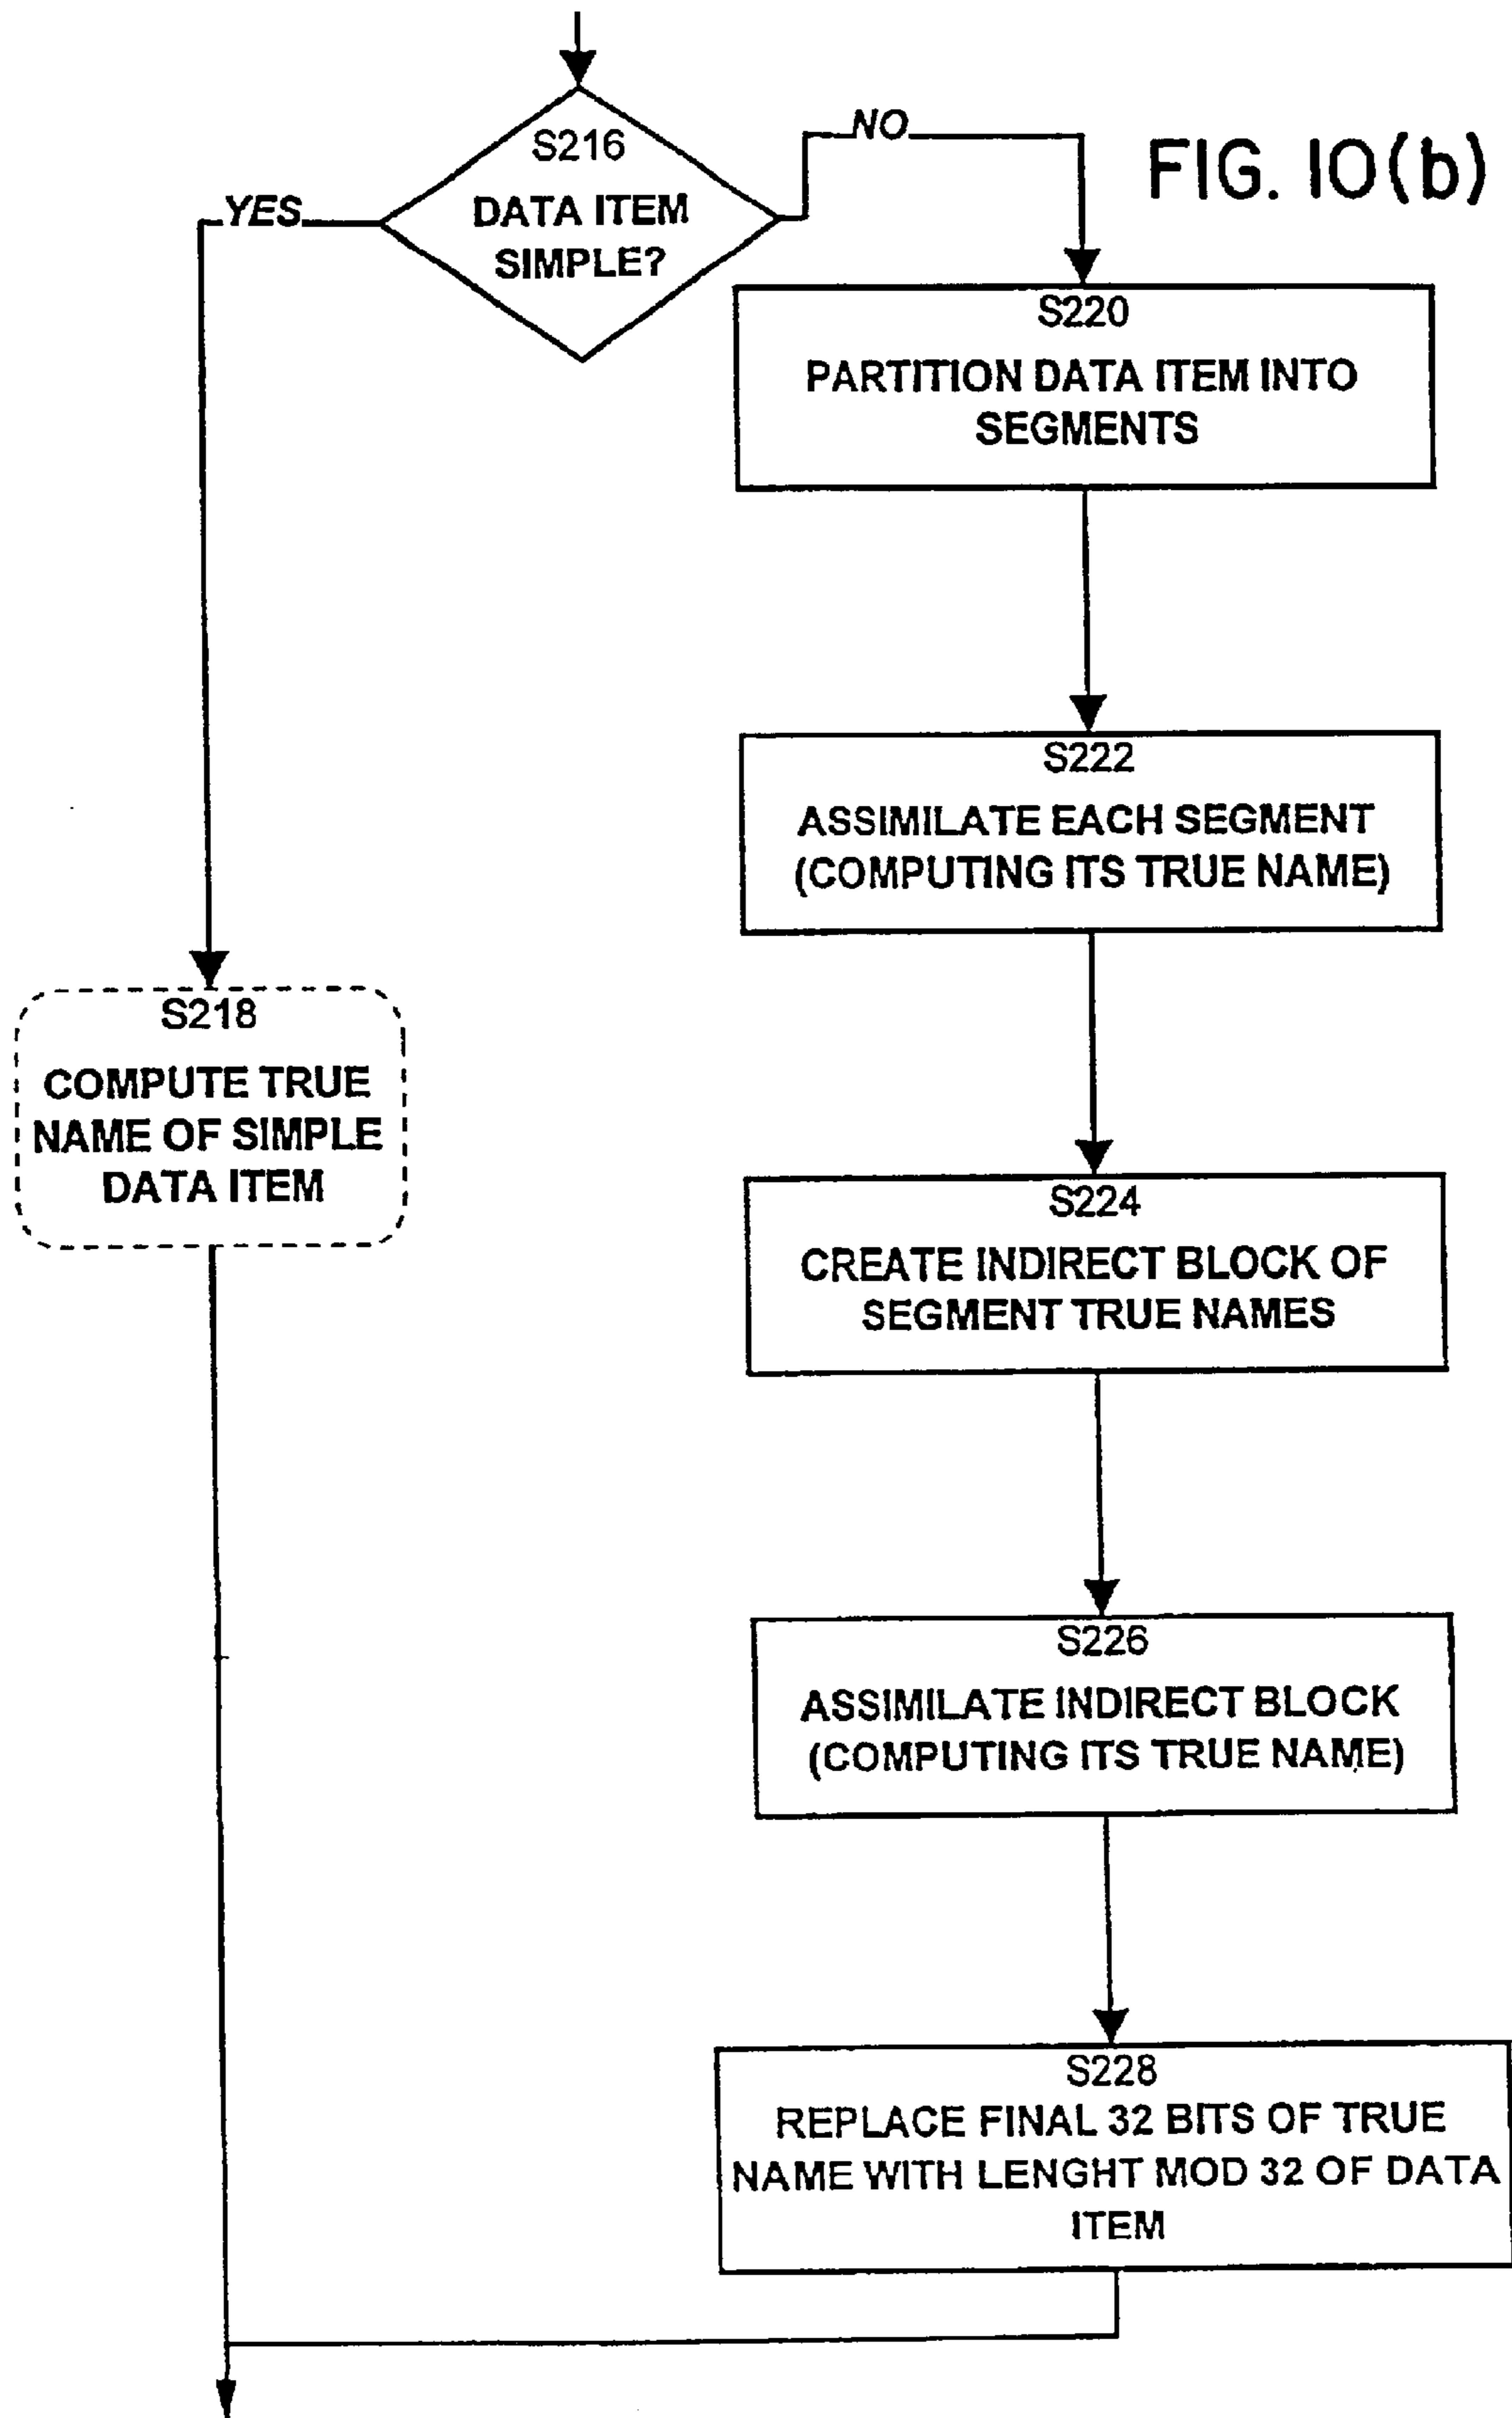 FIG. 10(b)
S216
DATA ITEM
SIMPLE?
YES
NO
S220
PARTITION DATA ITEM INTO
SEGMENTS
S222
ASSIMILATE EACH SEGMENT
(COMPUTING ITS TRUE NAME)
S218
COMPUTE TRUE
NAME OF SIMPLE
DATA ITEM
S224
CREATE INDIRECT BLOCK OF
SEGMENT TRUE NAMES
S226
ASSIMILATE INDIRECT BLOCK
(COMPUTING ITS TRUE NAME)
S228
REPLACE FINAL 32 BITS OF TRUE
NAME WITH LENGHT MOD 32 OF DATA
ITEM